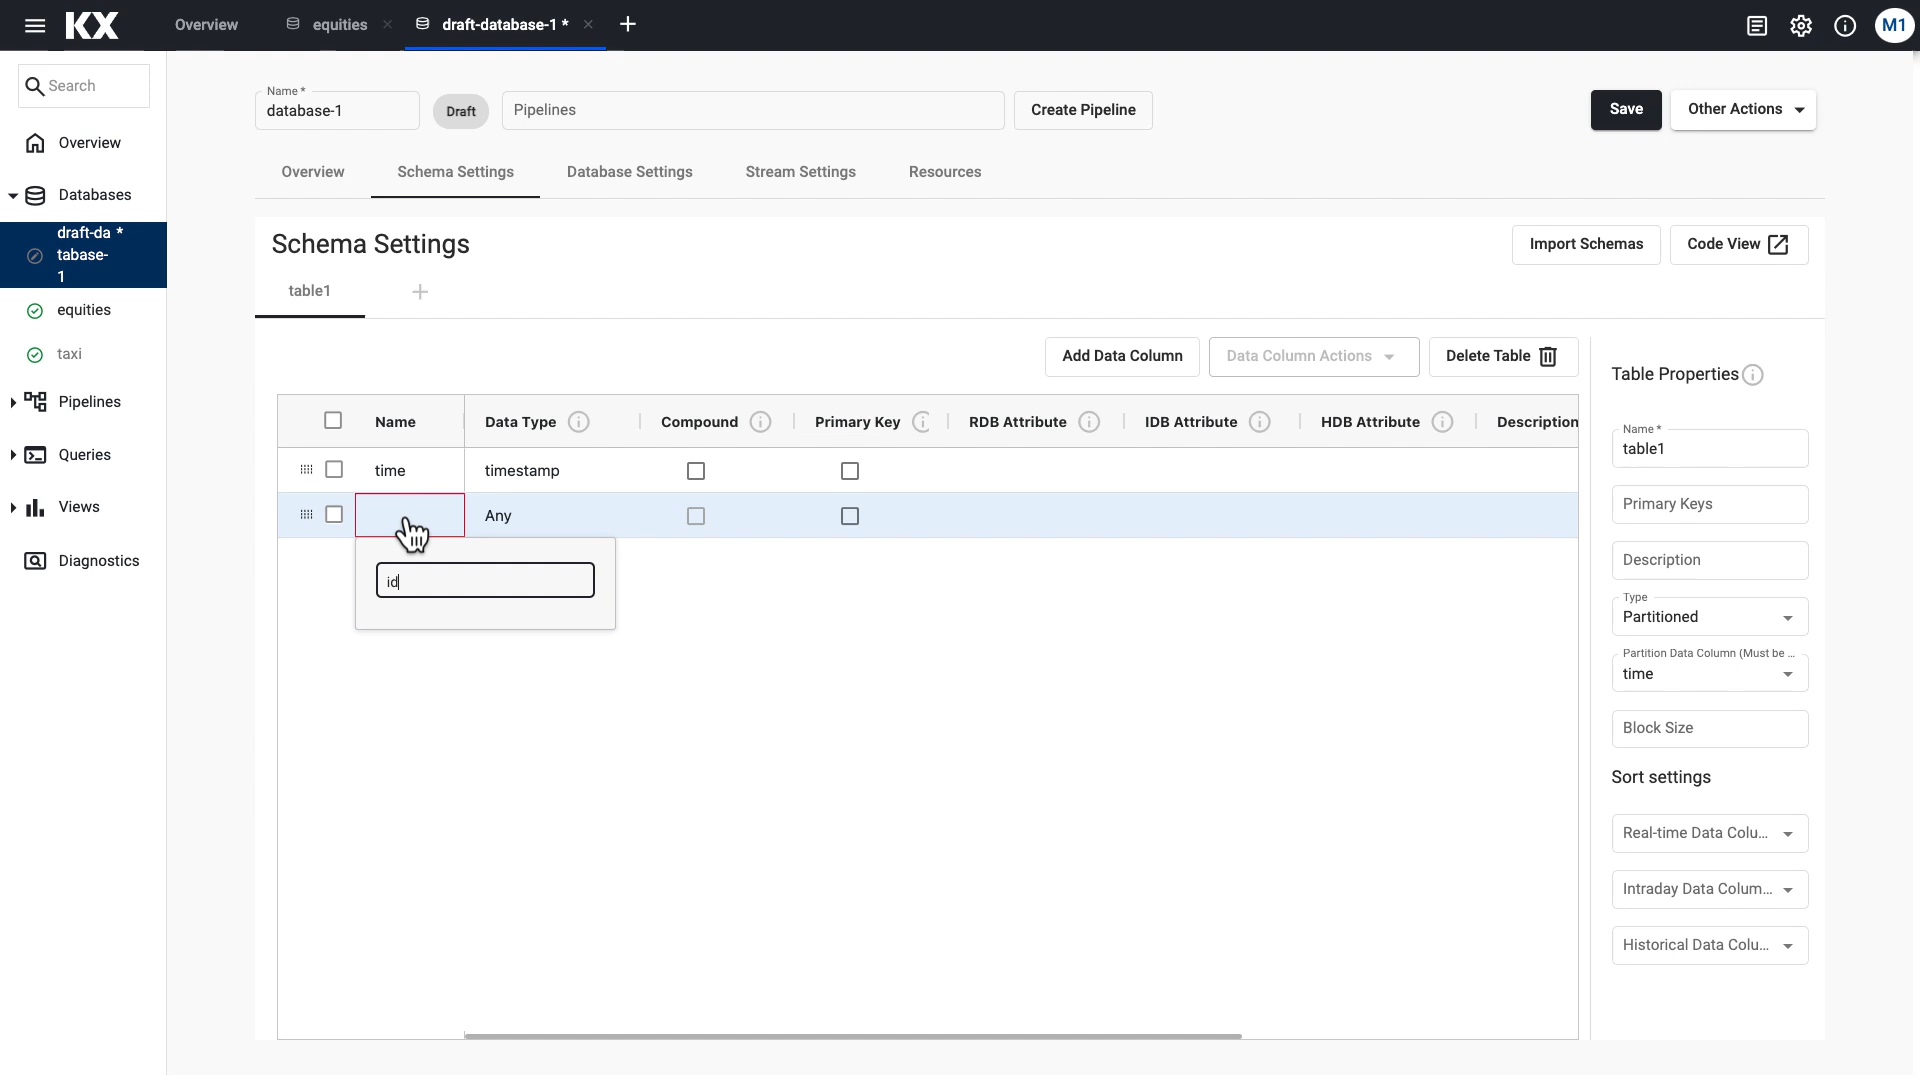 KX Overview equities draft-database-1 * M1
Search
Overview
Databases
draft-da *
tabase-
1
equities
taxi
Pipelines
Queries
Views
Diagnostics
Name *
database-1 Draft Pipelines Create Pipeline Save Other Actions
Overview Schema Settings Database Settings Stream Settings Resources
Schema Settings Import Schemas Code View
table1
Add Data Column Data Column Actions Delete Table
Name Data Type Compound Primary Key RDB Attribute IDB Attribute HDB Attribute Description
time timestamp
Any
id
Table Properties
Name *
table1
Primary Keys
Description
Type
Partitioned
Partition Data Column (Must be ...
time
Block Size
Sort settings
Real-time Data Colu...
Intraday Data Colum...
Historical Data Colu...